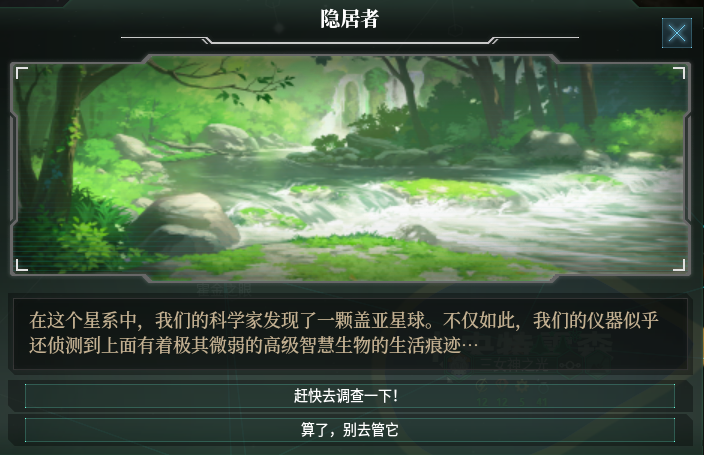 隐居者
在这个星系中，我们的科学家发现了一颗盖亚星球。不仅如此，我们的仪器似乎
还侦测到上面有着极其微弱的高级智慧生物的生活痕迹…
赶快去调查一下！
算了，别去管它